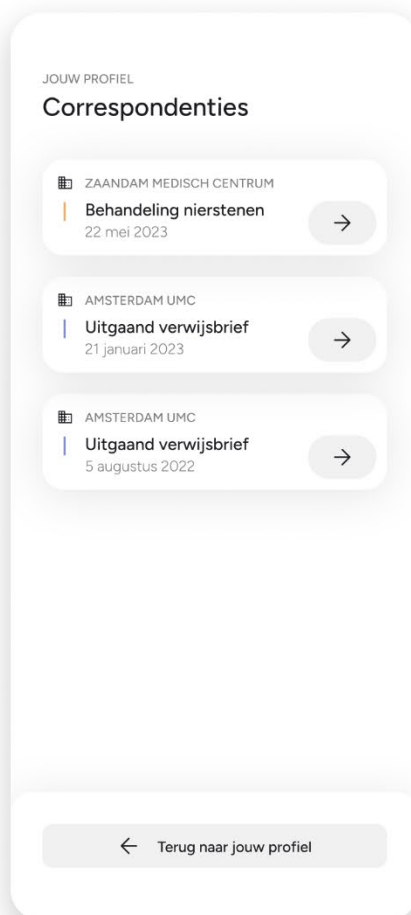 JOUW PROFIEL
Correspondenties
ZAANDAM MEDISCH CENTRUM
Behandeling nierstenen
22 mei 2023
AMSTERDAM UMC
Uitgaand verwijsbrief
21 januari 2023
AMSTERDAM UMC
Uitgaand verwijsbrief
5 augustus 2022
Terug naar jouw profiel